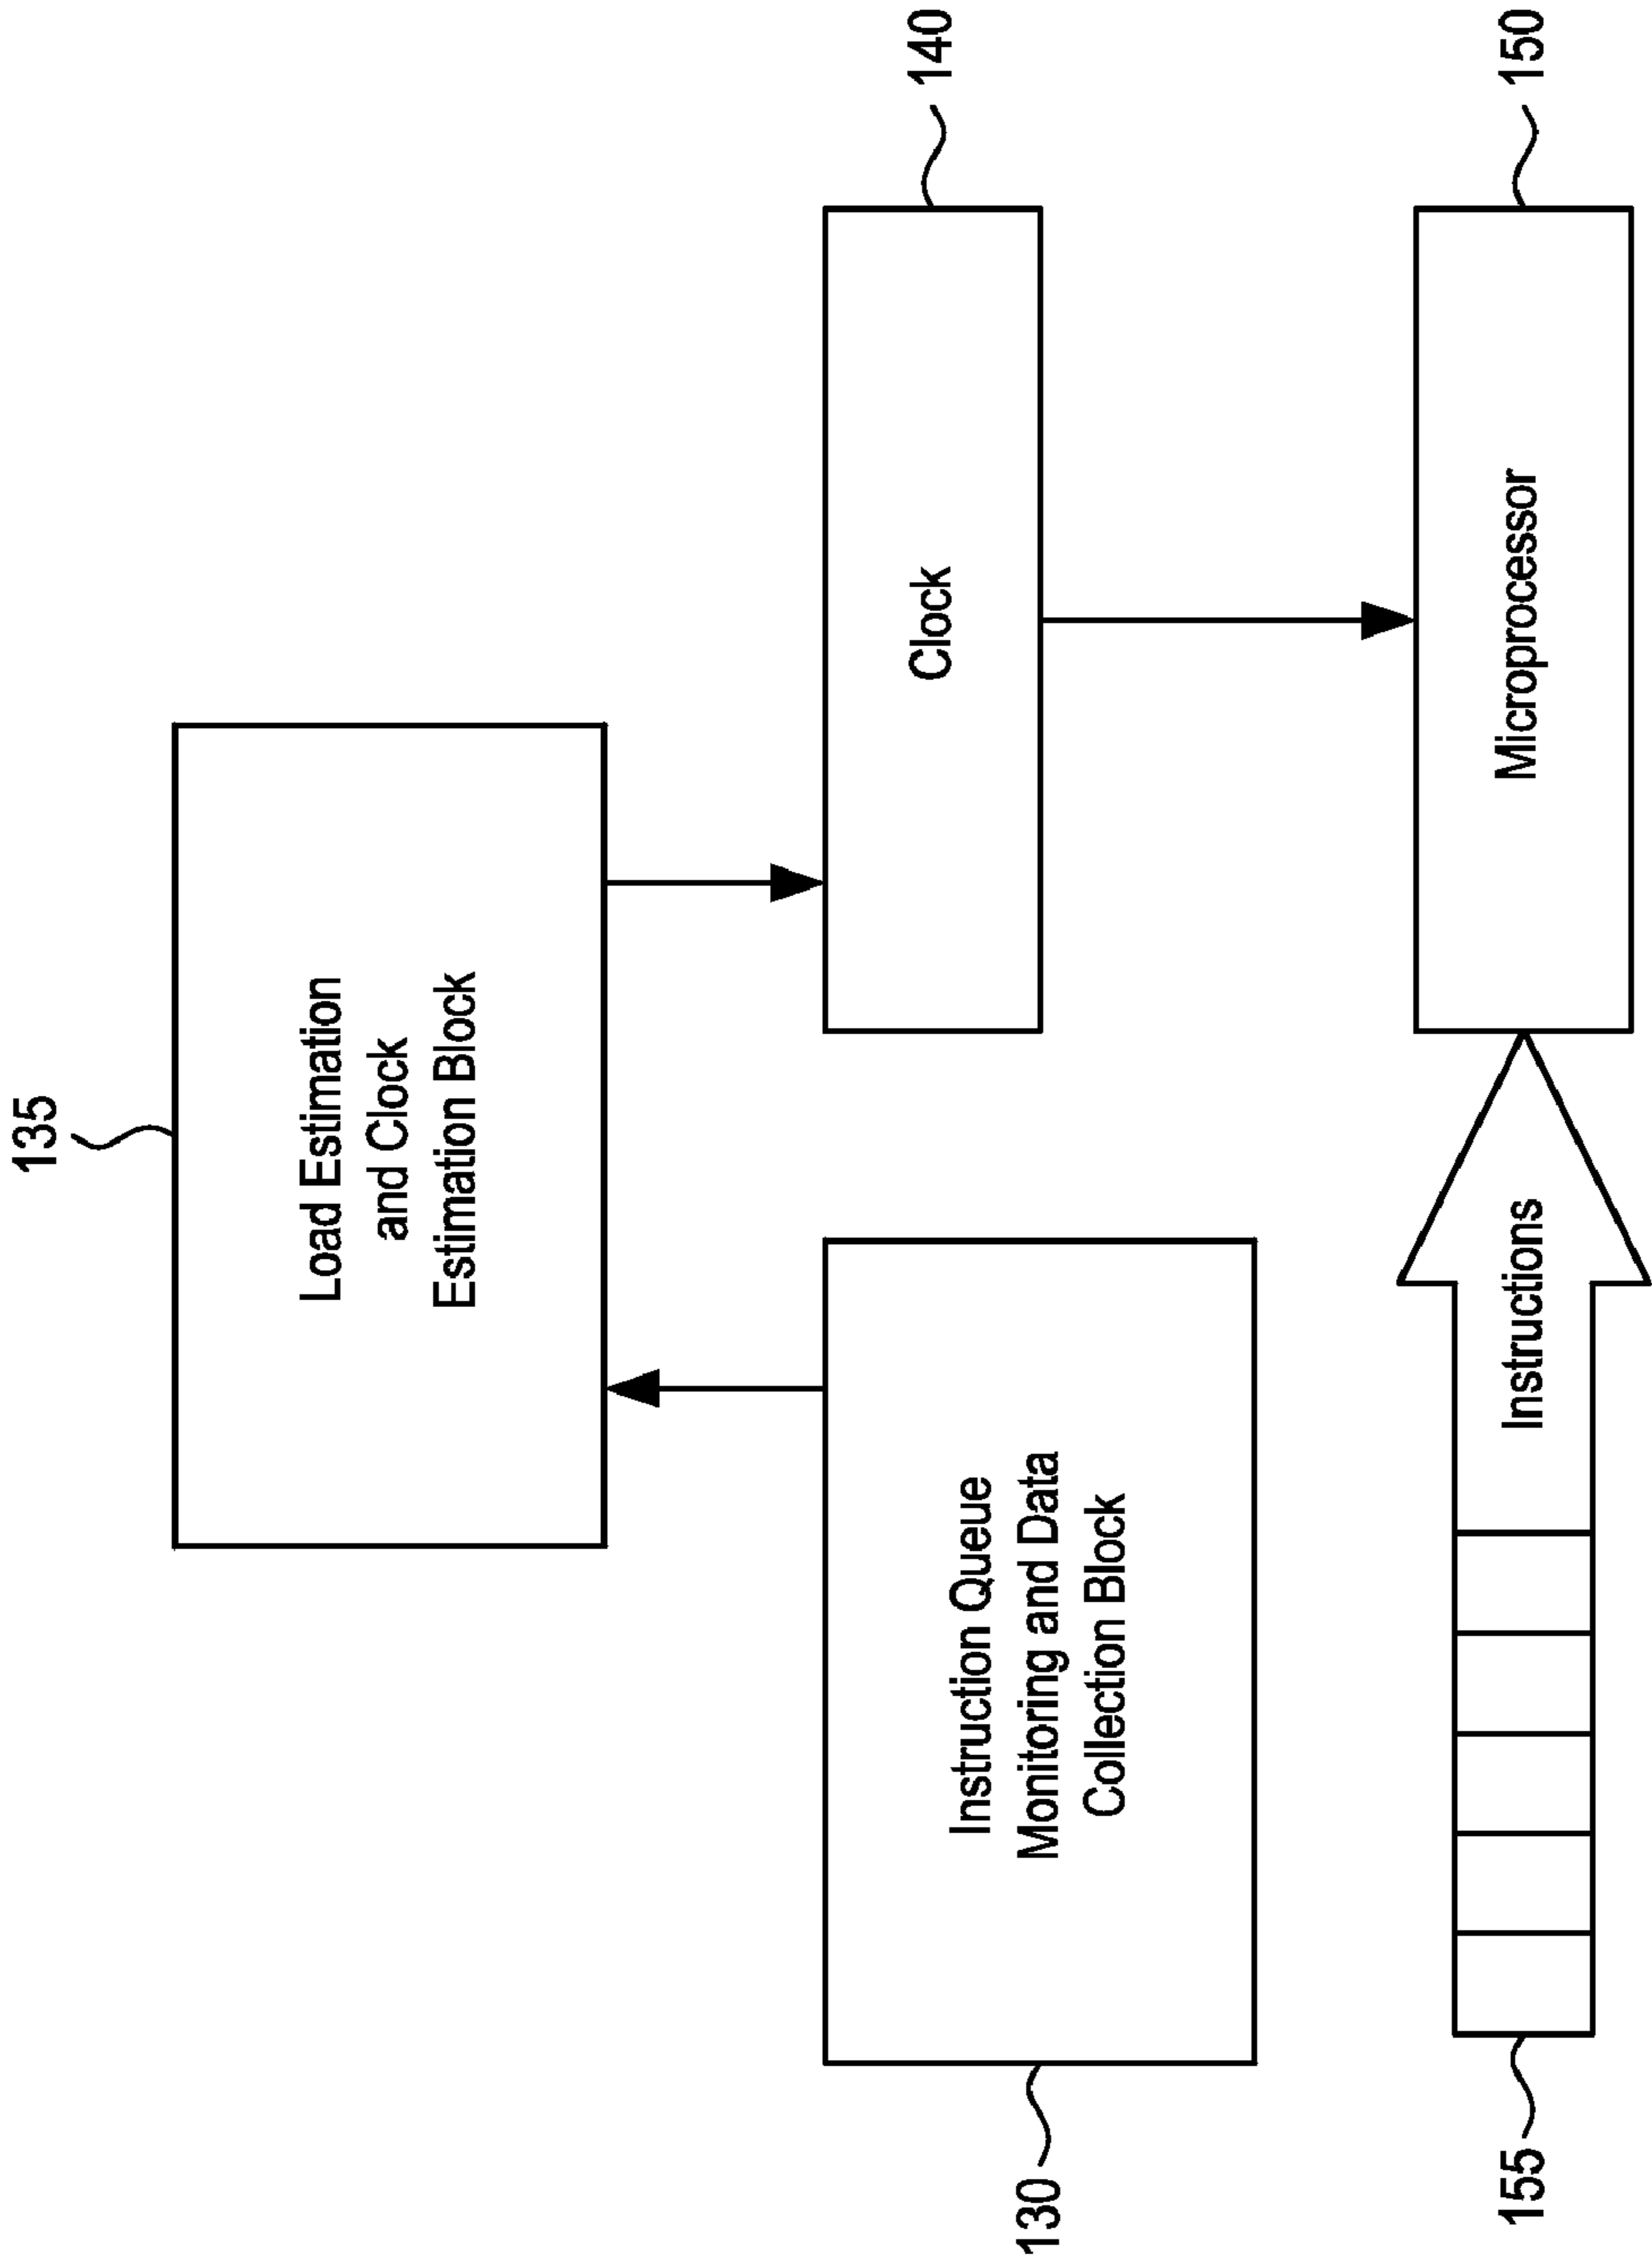 135
Load Estimation
and Clock
Estimation Block
130
Instruction Queue
Monitoring and Data
Collection Block
Clock
140
155
Instructions
Microprocessor
150